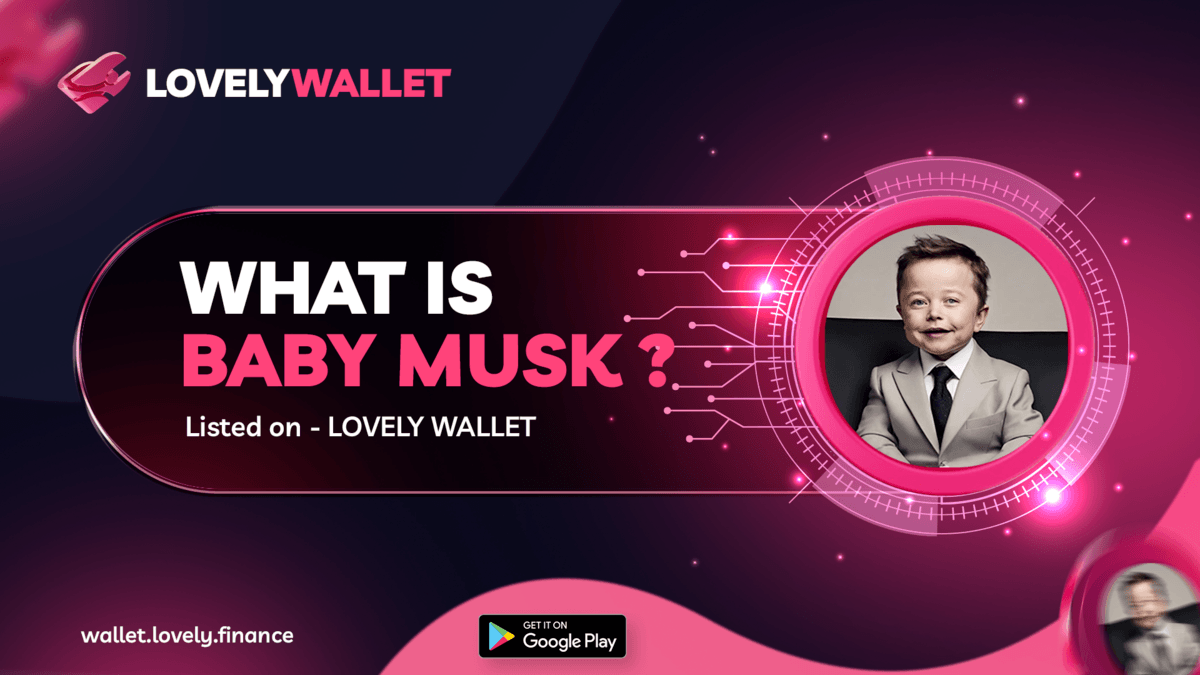 LOVELYWALLET
WHAT IS
BABY MUSK ?
Listed on - LOVELY WALLET
wallet.lovely.finance
GET IT ON
Google Play